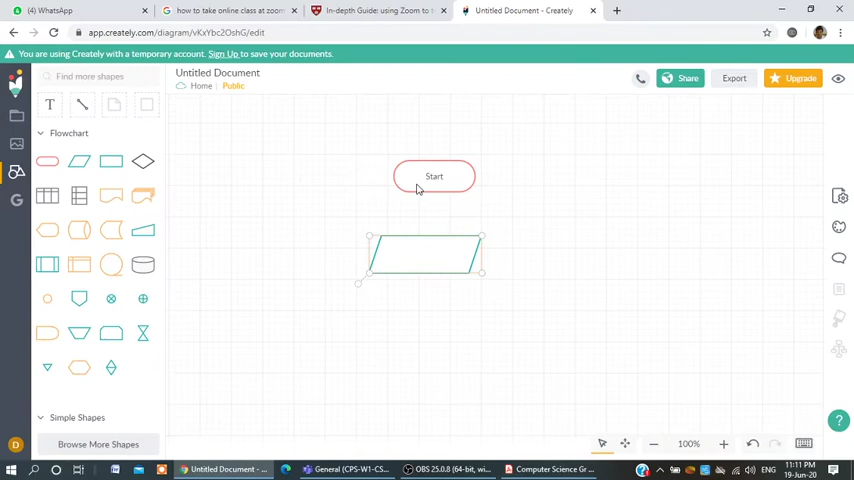 (4) WhatsApp
how to take online class at zoom
In-depth Guide: using Zoom to t
Untitled Document - Creately
app.creately.com/diagram/vKxYbc2OshG/edit
You are using Creately with a temporary account. Sign Up to save your documents.
Find more shapes
Untitled Document
Home
Public
Share
Export
Upgrade
T
Flowchart
Start
Simple Shapes
Browse More Shapes
100%
?
D
Untitled Document - ...
General (CPS-W1-CS...
OBS 25.0.8 (64-bit, wi...
Computer Science Gr ...
ENG
11:11 PM
19-Jun-20